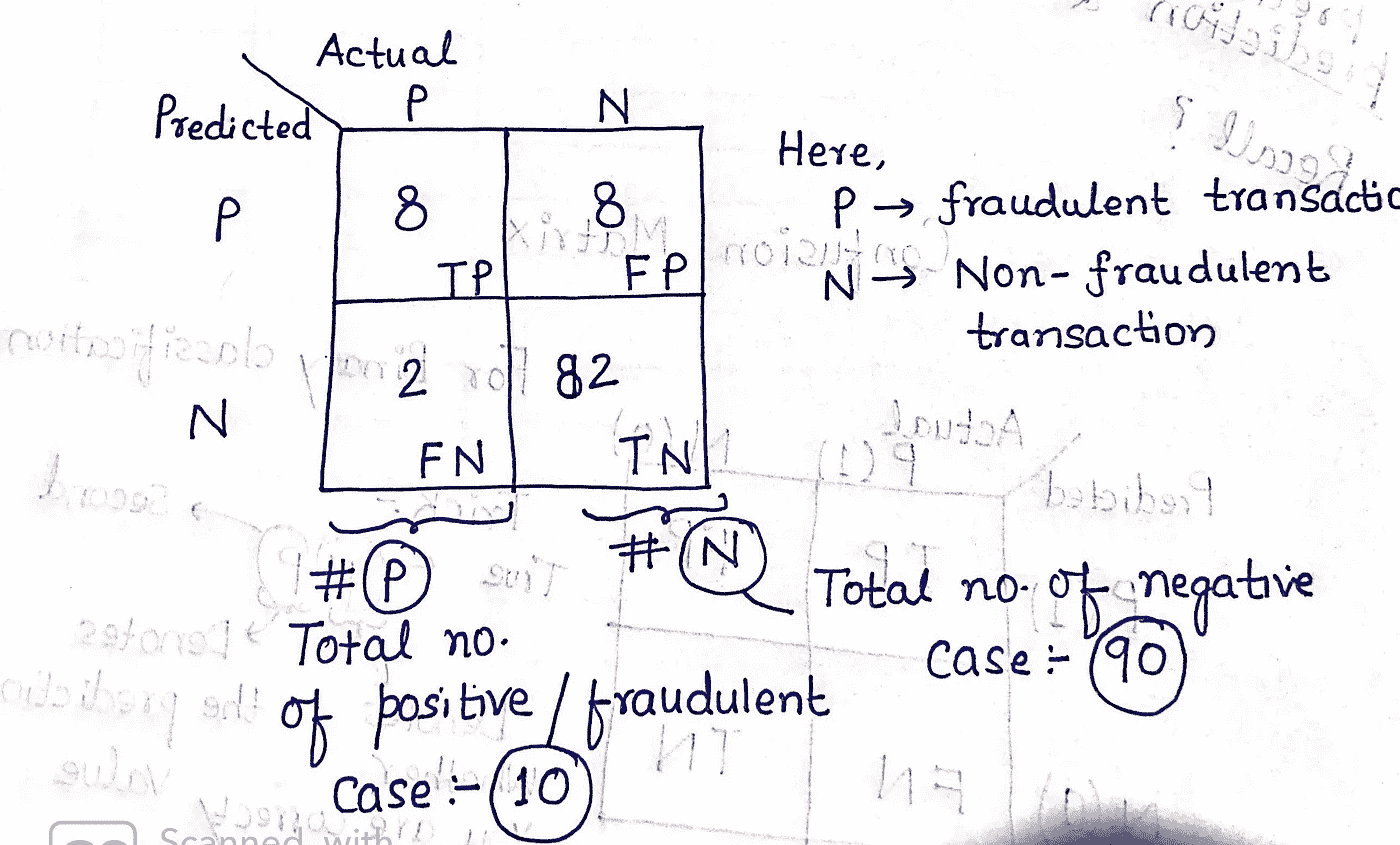 Actual
P N
Predicted
P 8 8
TP FP
N 2 82
FN TN
Here,
P → fraudulent transactio
N → Non-fraudulent
transaction
#P
Total no.
of positive / fraudulent
case :- 10
#N
Total no. of negative
case :- 90
Scanned with